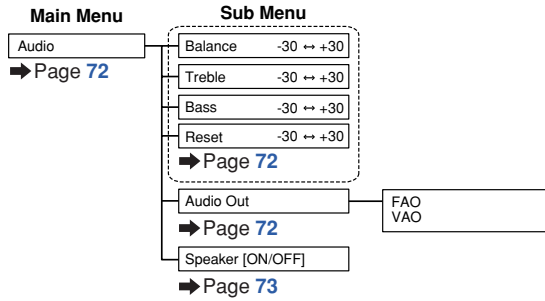 Main Menu
Sub Menu
Audio
➡ Page 72
Balance -30 ↔ +30
Treble -30 ↔ +30
Bass -30 ↔ +30
Reset -30 ↔ +30
➡ Page 72
Audio Out
➡ Page 72
FAO
VAO
Speaker [ON/OFF]
➡ Page 73